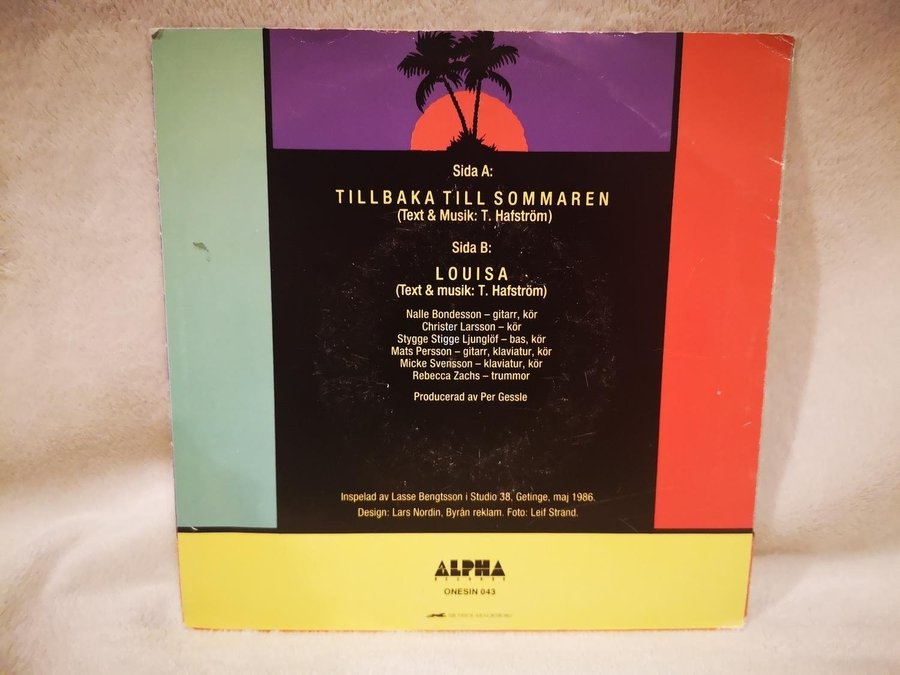 Sida A:
TILLBAKA TILL SOMMAREN
(Text & Musik: T. Hafström)
Sida B:
LOUISA
(Text & musik: T. Hafström)
Nalle Bondesson – gitarr, kör
Christer Larsson – kör
Stygge Stigge Ljunglöf – bas, kör
Mats Persson – gitarr, klaviatur, kör
Micke Svensson – klaviatur, kör
Rebecca Zachs – trummor
Producerad av Per Gessle
Inspelad av Lasse Bengtsson i Studio 38, Getinge, maj 1986.
Design: Lars Nordin, Byrån reklam. Foto: Leif Strand.
ALPHA
RECORDS
ONESIN 043